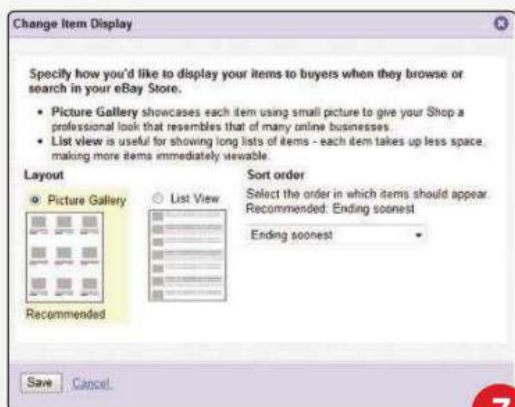 Change Item Display
Specify how you'd like to display your items to buyers when they browse or
search in your eBay Store.
• Picture Gallery showcases each item using small picture to give your Shop a
professional look that resembles that of many online businesses.
• List view is useful for showing long lists of items - each item takes up less space,
making more items immediately viewable.
Layout
Picture Gallery
List View
Recommended
Sort order
Select the order in which items should appear.
Recommended: Ending soonest
Ending soonest
Save Cancel
7